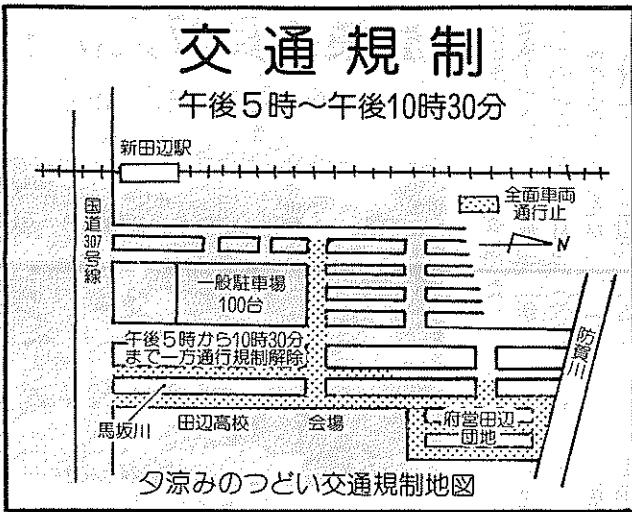 交通規制
午後5時～午後10時30分
新田辺駅
国道307号線
全面車両
通行止
N
一般駐車場
100台
午後5時から10時30分
まで一方通行規制解除
防賀川
馬坂川
田辺高校
会場
府営田辺
団地
夕涼みのつどい交通規制地図